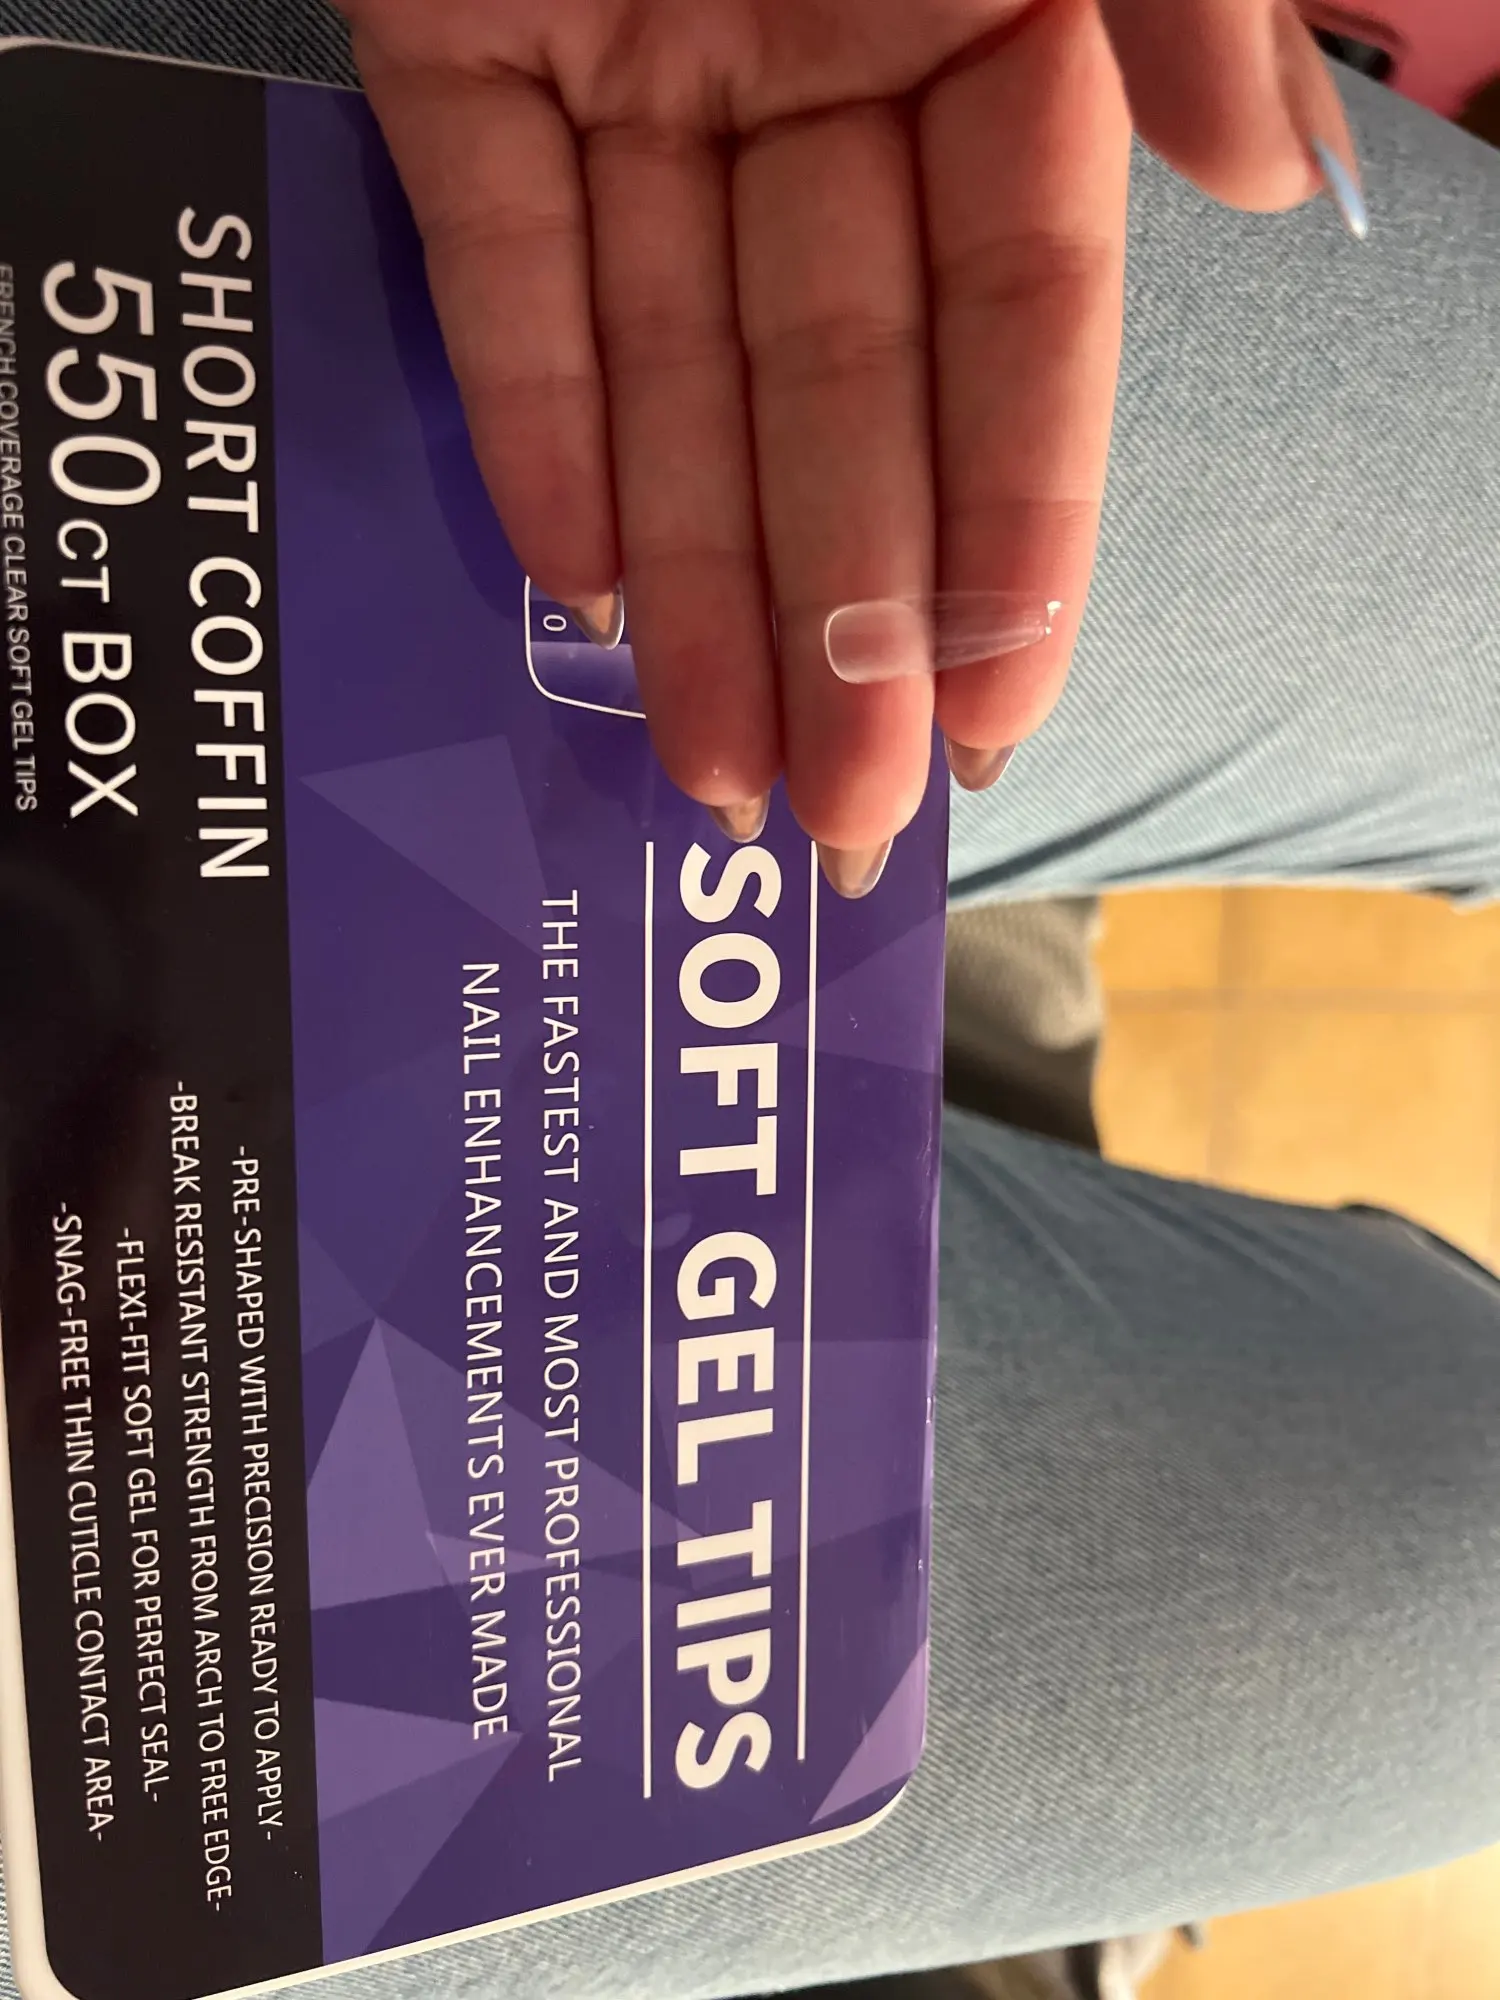 SOFT GEL TIPS
THE FASTEST AND MOST PROFESSIONAL
NAIL ENHANCEMENTS EVER MADE
0
SHORT COFFIN
550CT BOX
FRENCH COVERAGE CLEAR SOFT GEL TIPS
-PRE-SHAPED WITH PRECISION READY TO APPLY-
-BREAK RESISTANT STRENGTH FROM ARCH TO FREE EDGE-
-FLEXI-FIT SOFT GEL FOR PERFECT SEAL-
-SNAG-FREE THIN CUTICLE CONTACT AREA-